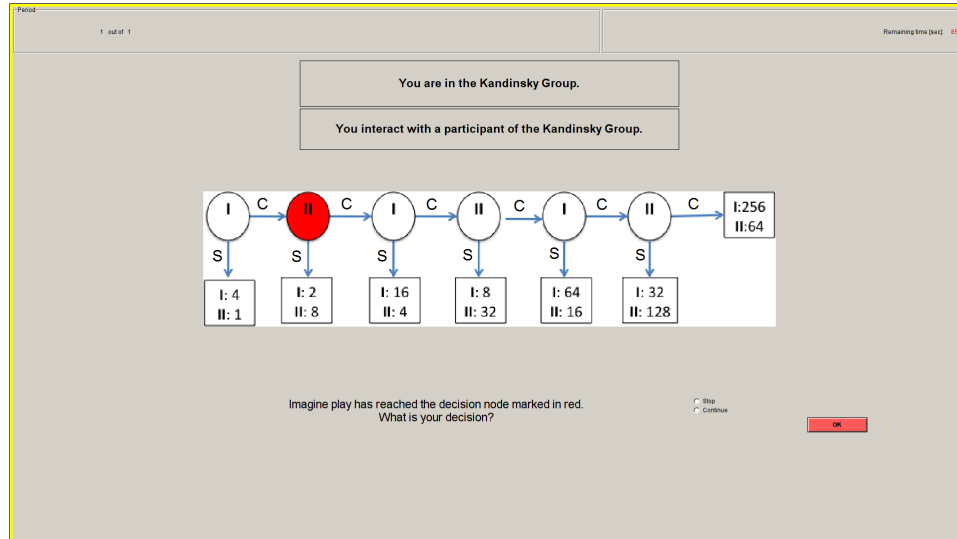 Period
1 out of 1
Remaining time [sec]: 85
You are in the Kandinsky Group.
You interact with a participant of the Kandinsky Group.
I C II C I C II C I C II C I:256
II:64
S S S S S S
I: 4 I: 2 I: 16 I: 8 I: 64 I: 32
II: 1 II: 8 II: 4 II: 32 II: 16 II: 128
Imagine play has reached the decision node marked in red.
What is your decision?
Stop
Continue
OK